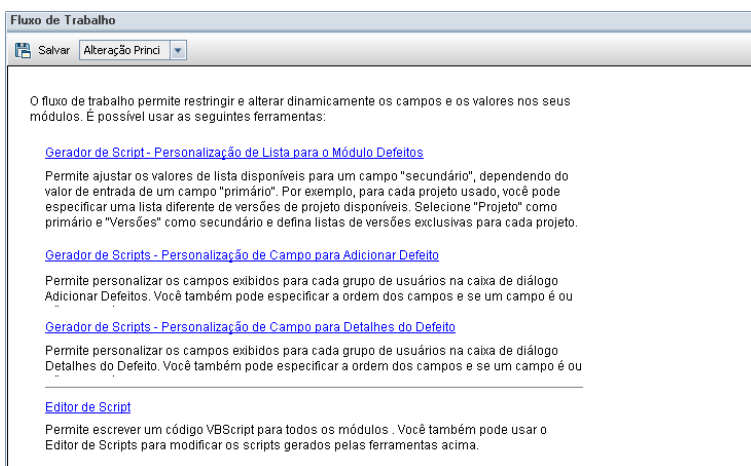 Fluxo de Trabalho
Salvar Alteração Princi
O fluxo de trabalho permite restringir e alterar dinamicamente os campos e os valores nos seus
módulos. É possível usar as seguintes ferramentas:
Gerador de Script - Personalização de Lista para o Módulo Defeitos
Permite ajustar os valores de lista disponíveis para um campo "secundário", dependendo do
valor de entrada de um campo "primário". Por exemplo, para cada projeto usado, você pode
especificar uma lista diferente de versões de projeto disponíveis. Selecione "Projeto" como
primário e "Versões" como secundário e defina listas de versões exclusivas para cada projeto.
Gerador de Scripts - Personalização de Campo para Adicionar Defeito
Permite personalizar os campos exibidos para cada grupo de usuários na caixa de diálogo
Adicionar Defeitos. Você também pode especificar a ordem dos campos e se um campo é ou
Gerador de Scripts - Personalização de Campo para Detalhes do Defeito
Permite personalizar os campos exibidos para cada grupo de usuários na caixa de diálogo
Detalhes do Defeito. Você também pode especificar a ordem dos campos e se um campo é ou
Editor de Script
Permite escrever um código VBScript para todos os módulos . Você também pode usar o
Editor de Scripts para modificar os scripts gerados pelas ferramentas acima.